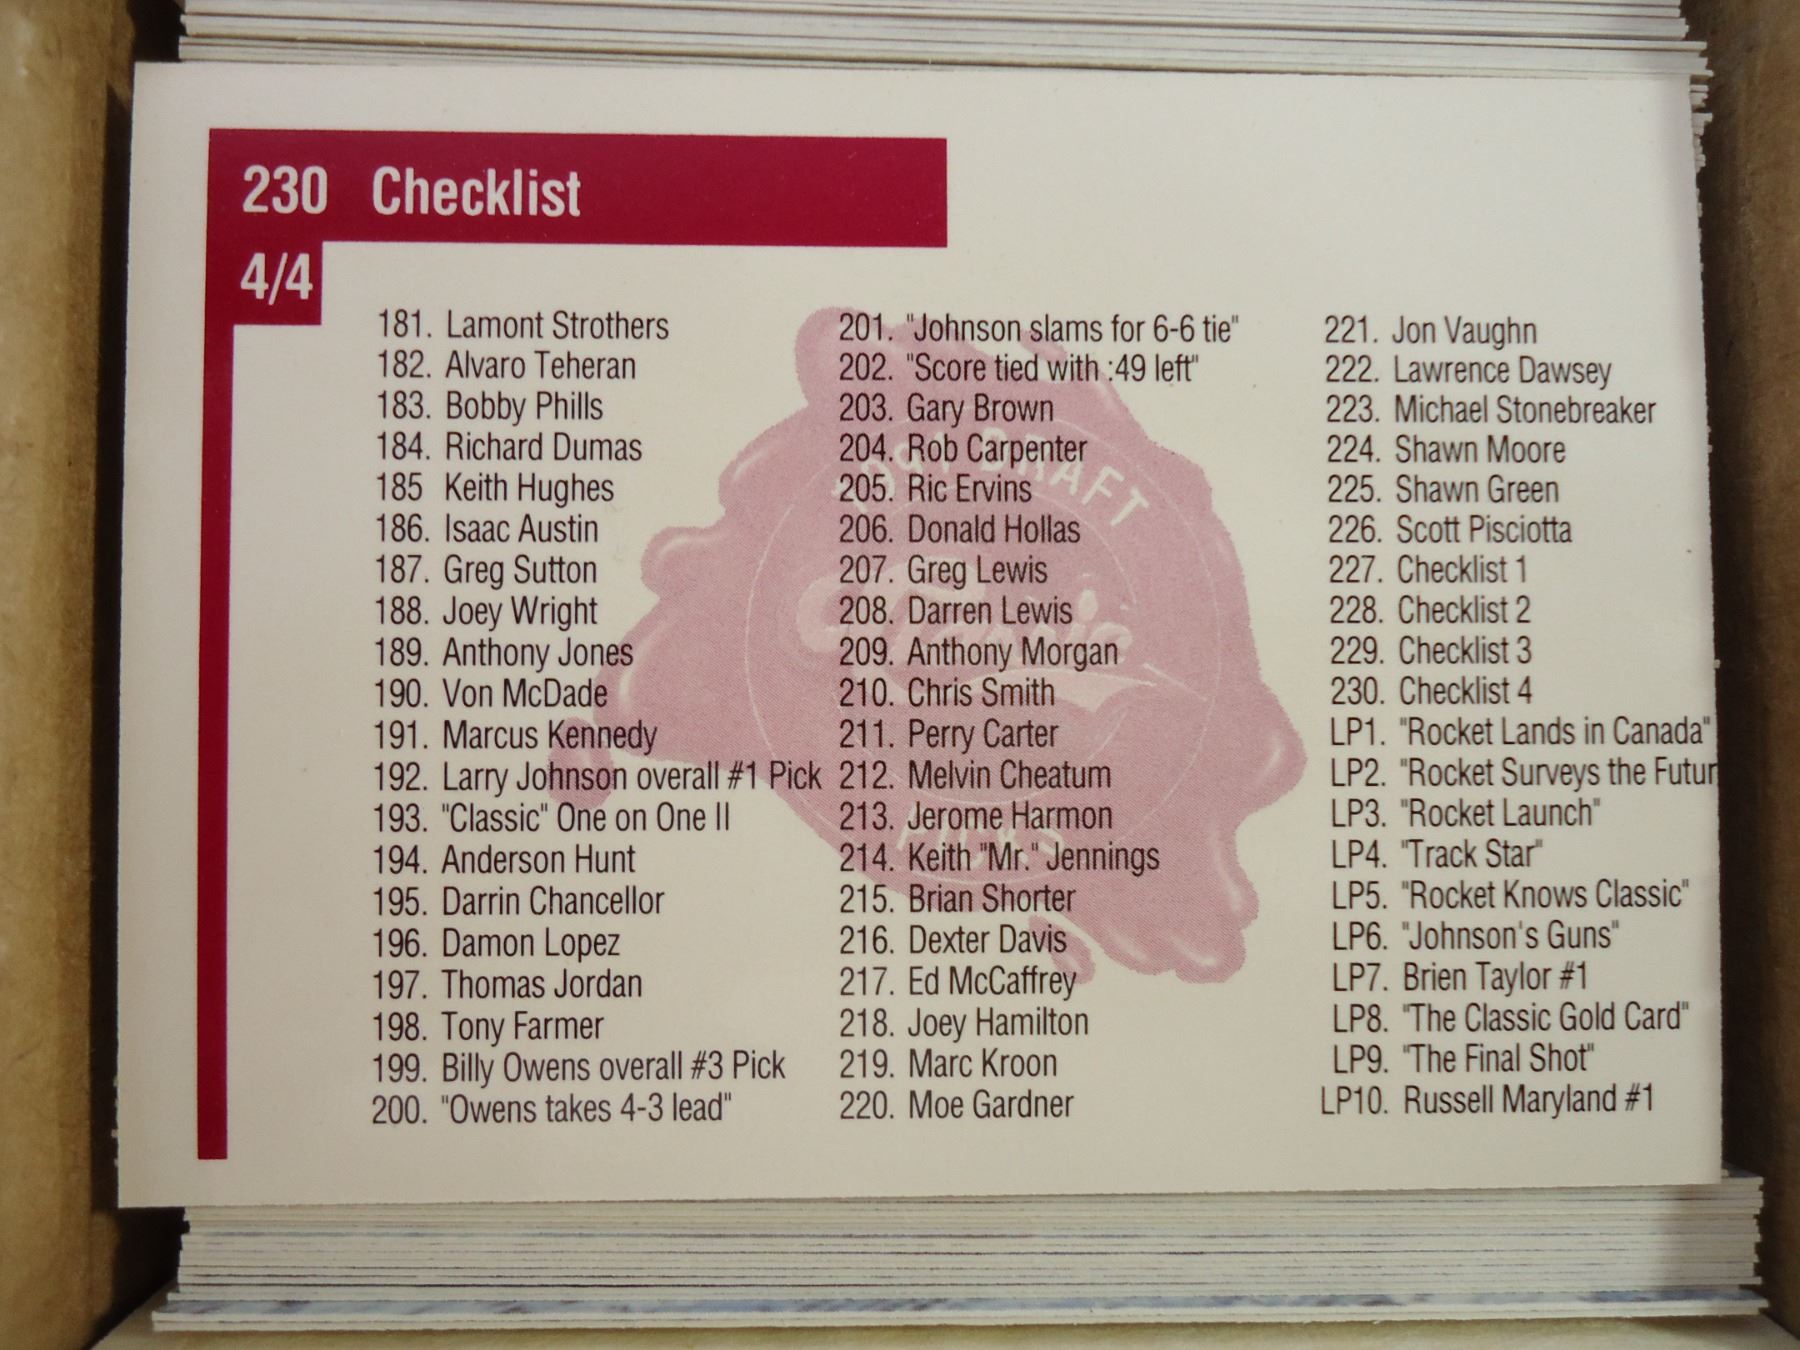 230 Checklist
4/4
181. Lamont Strothers
182. Alvaro Teheran
183. Bobby Phills
184. Richard Dumas
185 Keith Hughes
186. Isaac Austin
187. Greg Sutton
188. Joey Wright
189. Anthony Jones
190. Von McDade
191. Marcus Kennedy
192. Larry Johnson overall #1 Pick
193. "Classic" One on One II
194. Anderson Hunt
195. Darrin Chancellor
196. Damon Lopez
197. Thomas Jordan
198. Tony Farmer
199. Billy Owens overall #3 Pick
200. "Owens takes 4-3 lead"
201. "Johnson slams for 6-6 tie"
202. "Score tied with :49 left"
203. Gary Brown
204. Rob Carpenter
205. Ric Ervins
206. Donald Hollas
207. Greg Lewis
208. Darren Lewis
209. Anthony Morgan
210. Chris Smith
211. Perry Carter
212. Melvin Cheatum
213. Jerome Harmon
214. Keith "Mr." Jennings
215. Brian Shorter
216. Dexter Davis
217. Ed McCaffrey
218. Joey Hamilton
219. Marc Kroon
220. Moe Gardner
221. Jon Vaughn
222. Lawrence Dawsey
223. Michael Stonebreaker
224. Shawn Moore
225. Shawn Green
226. Scott Pisciotta
227. Checklist 1
228. Checklist 2
229. Checklist 3
230. Checklist 4
LP1. "Rocket Lands in Canada"
LP2. "Rocket Surveys the Futur
LP3. "Rocket Launch"
LP4. "Track Star"
LP5. "Rocket Knows Classic"
LP6. "Johnson's Guns"
LP7. Brien Taylor #1
LP8. "The Classic Gold Card"
LP9. "The Final Shot"
LP10. Russell Maryland #1
1991 DRAFT
Classic
PICKS